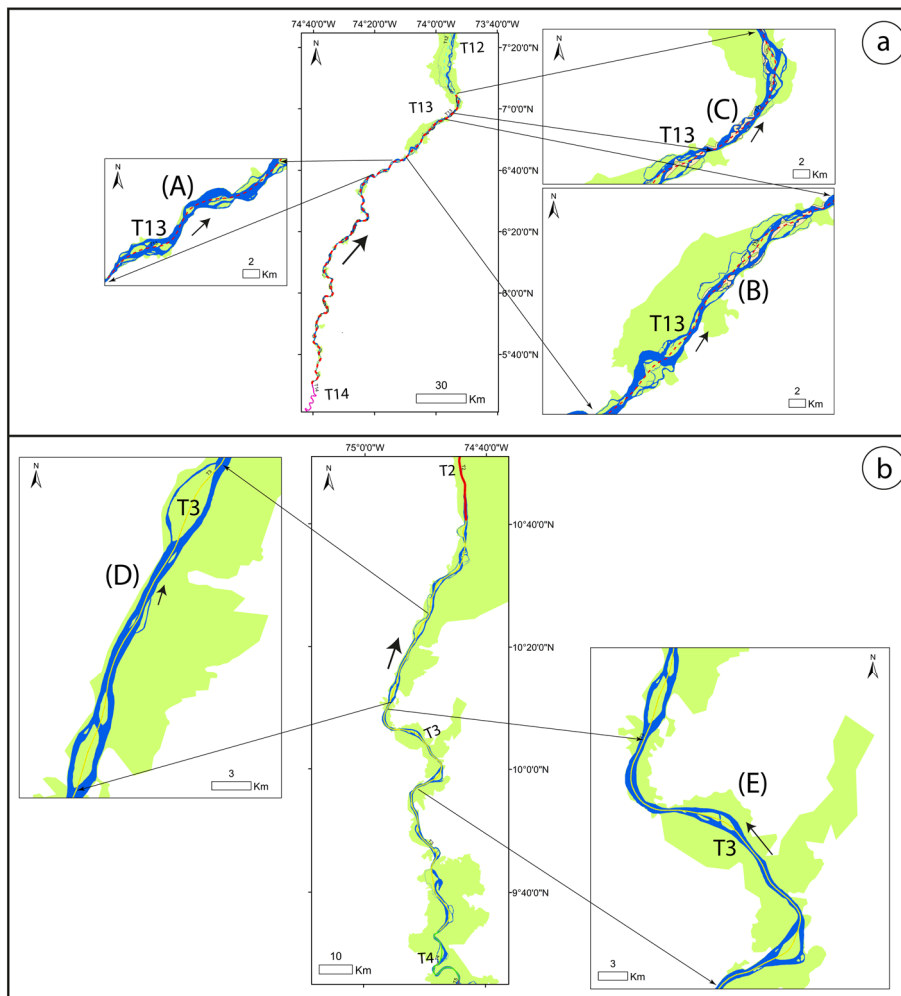 a
74°40'0"W 74°20'0"W 74°0'0"W 73°40'0"W
N
T12
7°20'0"N
T13
7°0'0"N
6°40'0"N
6°20'0"N
6°0'0"N
5°40'0"N
T14
30
Km
N
(A)
T13
2
Km
N
(C)
T13
2
Km
N
(B)
T13
2
Km
b
N
T3
(D)
3
Km
75°0'0"W 74°40'0"W
N
T2
10°40'0"N
10°20'0"N
T3
10°0'0"N
9°40'0"N
T4
10
Km
N
(E)
T3
3
Km